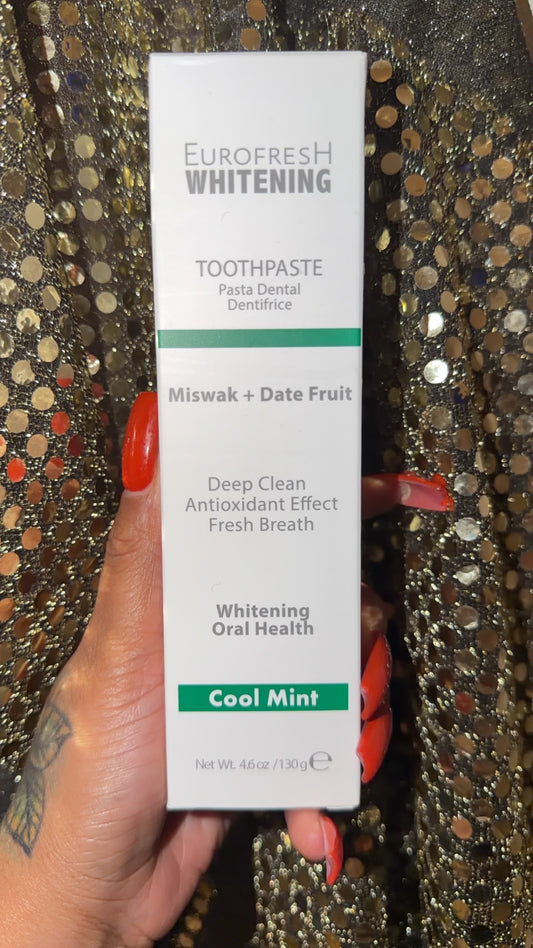 EUROFRESH
WHITENING
TOOTHPASTE
Pasta Dental
Dentifrice
Miswak + Date Fruit
Deep Clean
Antioxidant Effect
Fresh Breath
Whitening
Oral Health
Cool Mint
Net Wt. 4.6 oz / 130 g ℮